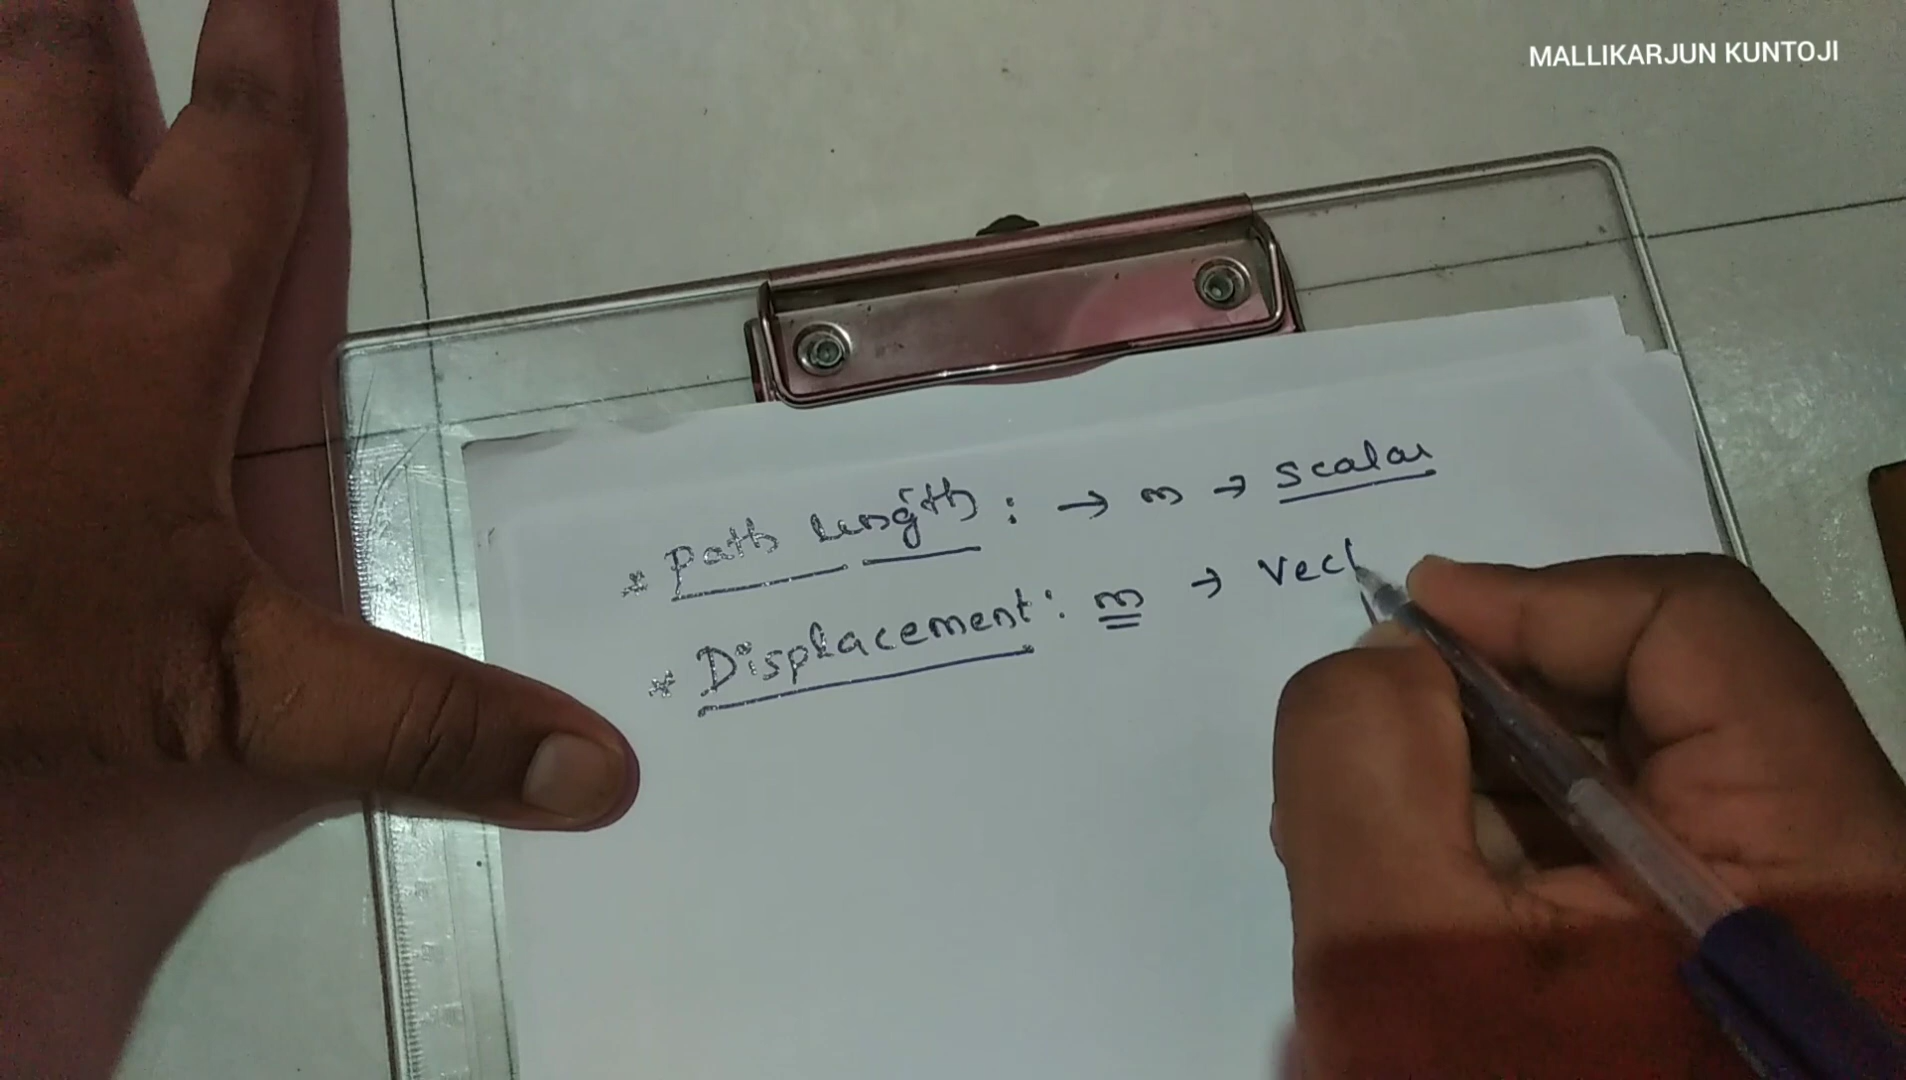 MALLIKARJUN KUNTOJI
* Path length : → m → scalar
* Displacement : m → Vect